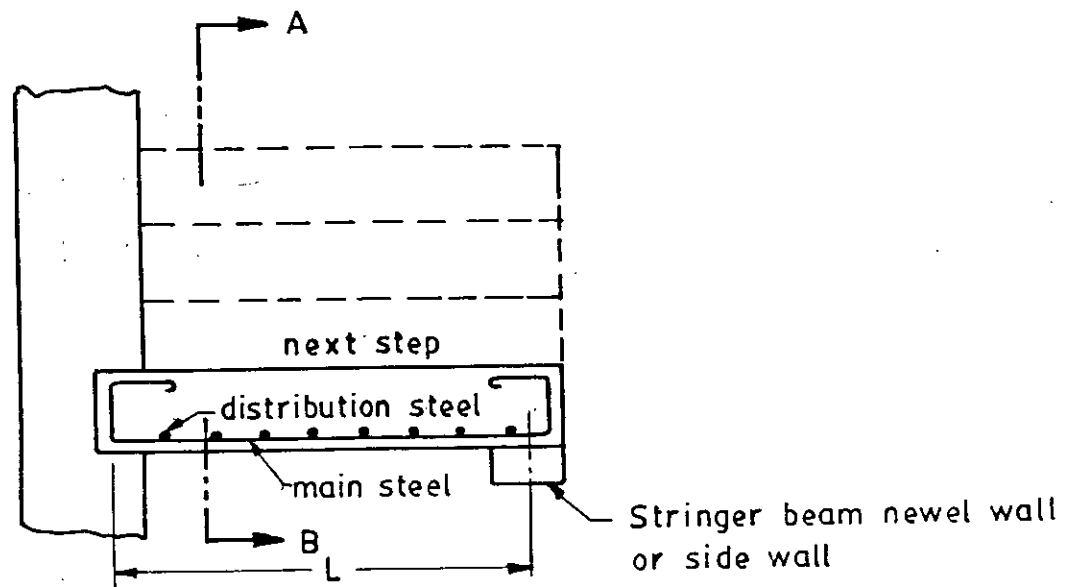 A
next step
distribution steel
main steel
B
L
Stringer beam newel wall
or side wall